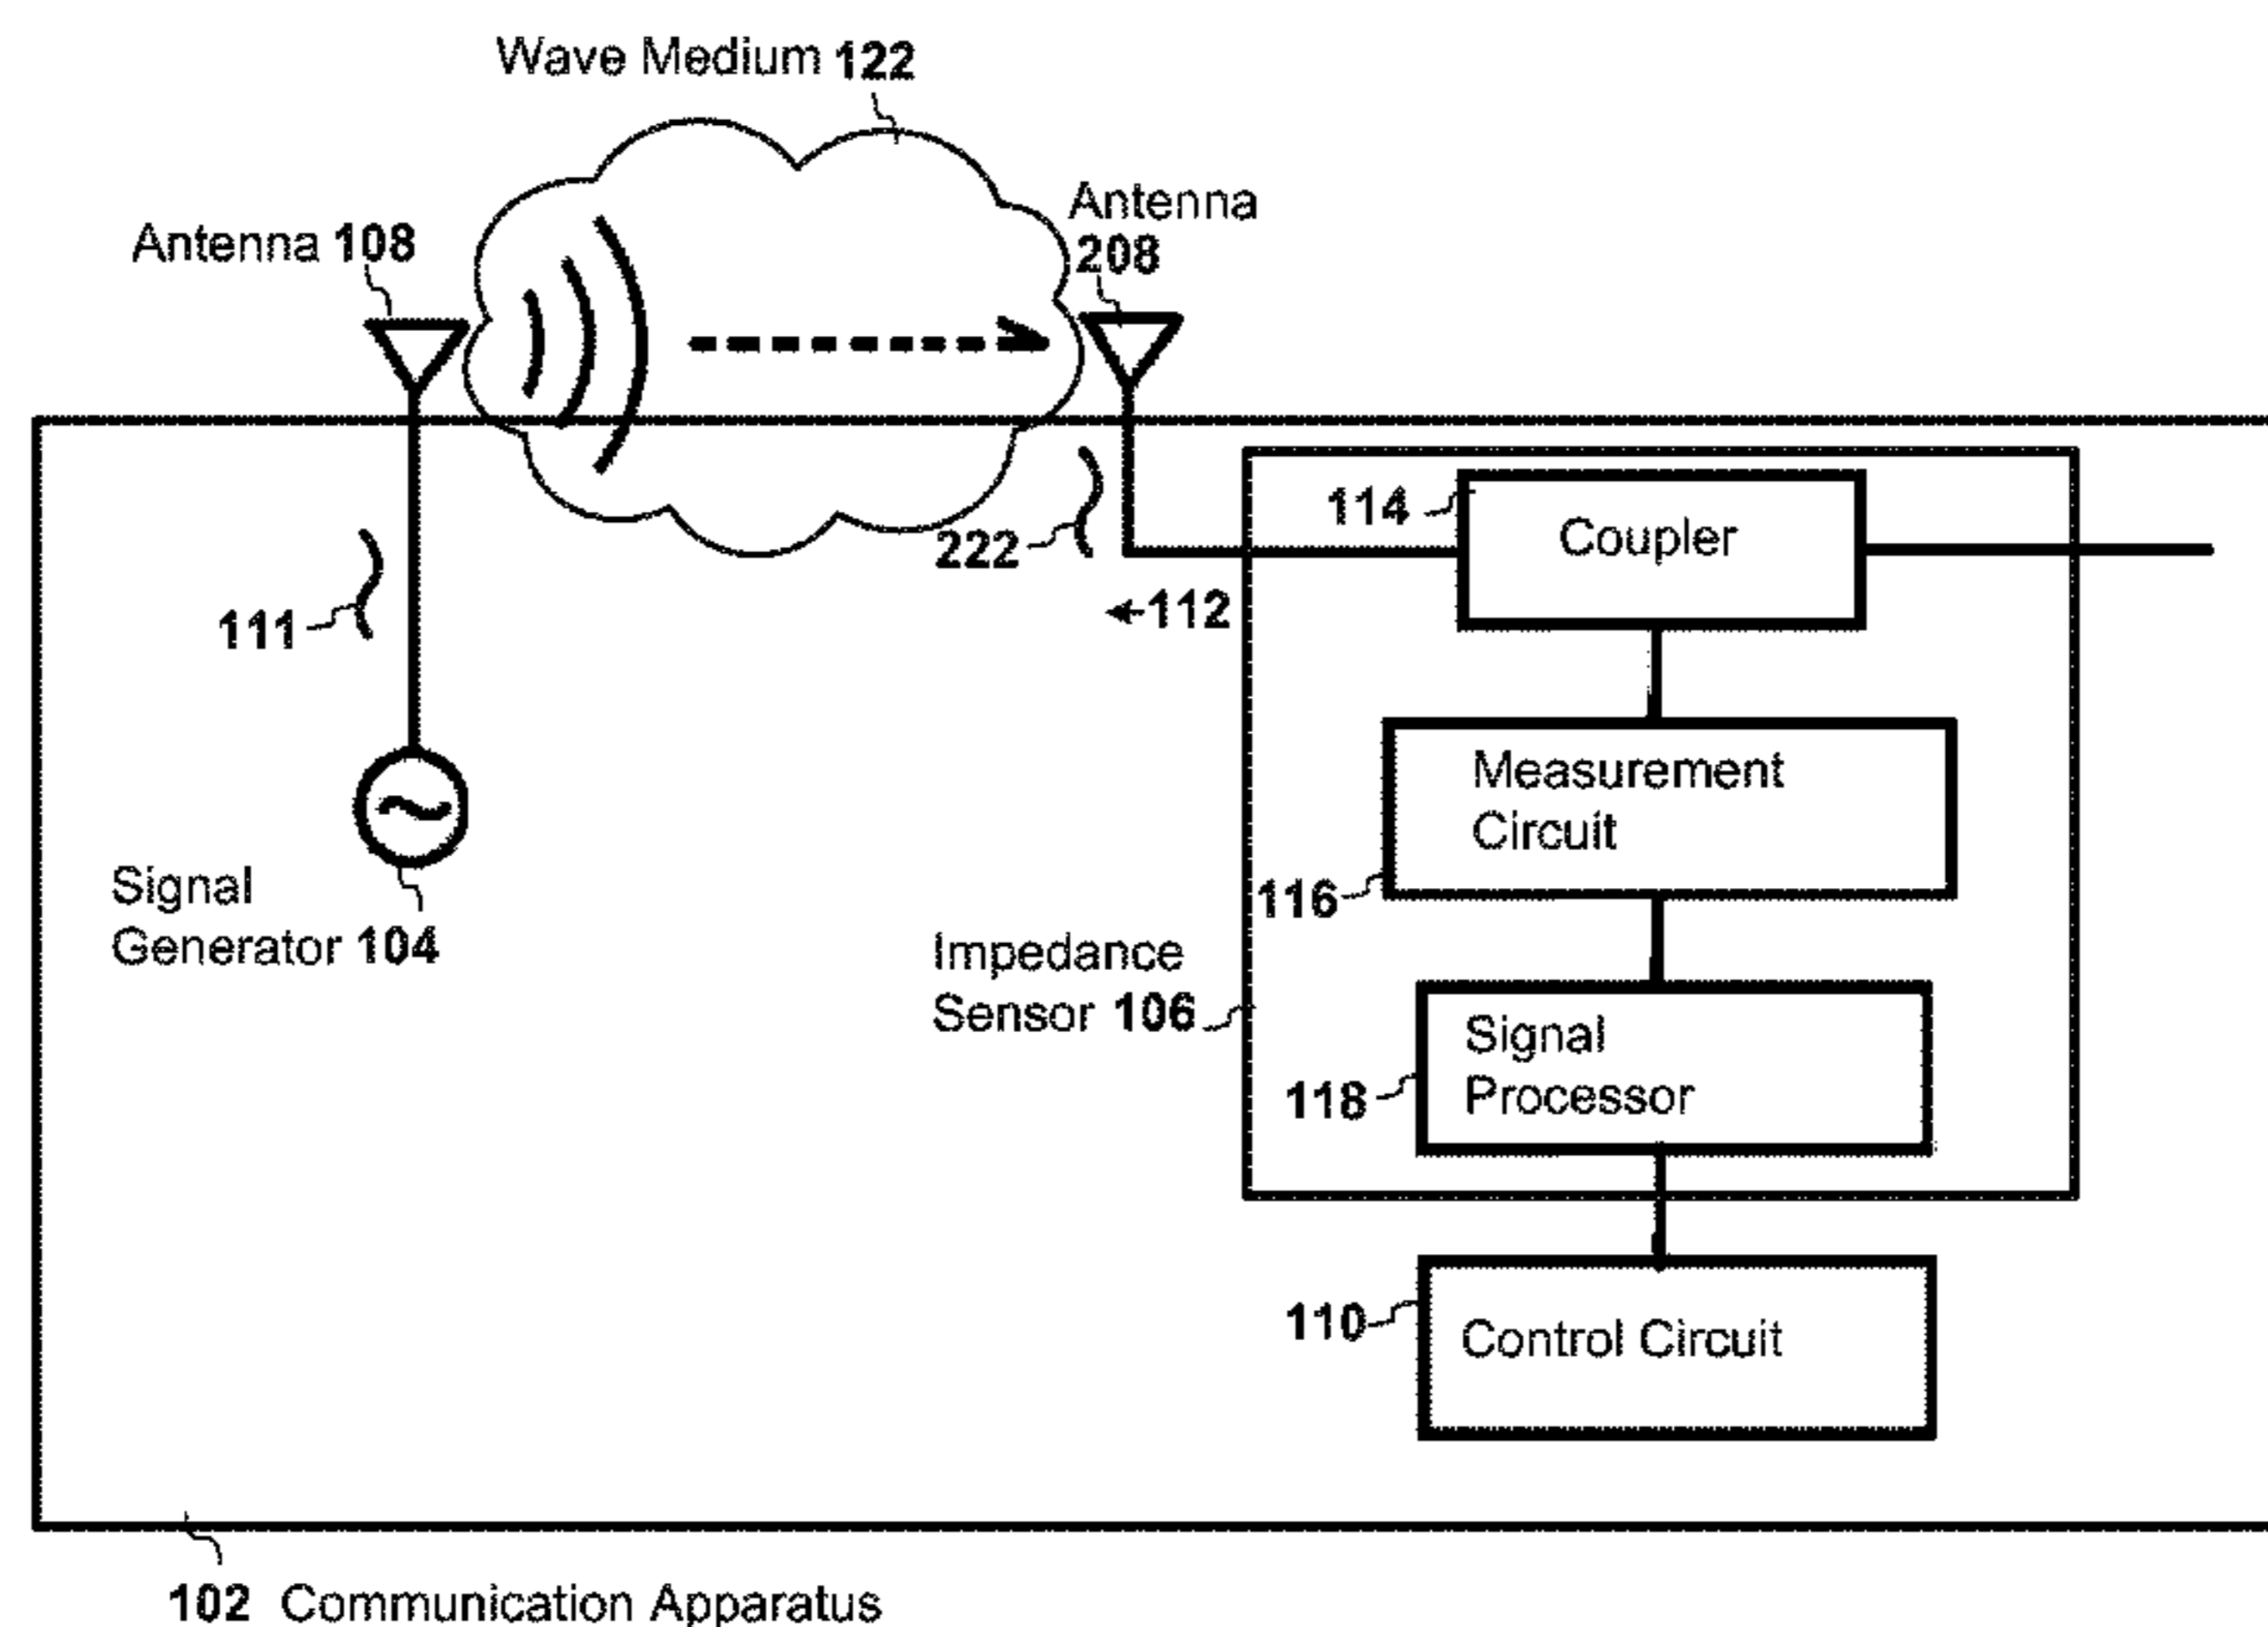 Wave Medium 122
Antenna
208
Antenna 108
114
Coupler
222
112
111
Measurement
Circuit
116
Signal
Generator 104
Impedance
Sensor 106
Signal
Processor
118
110
Control Circuit
102 Communication Apparatus